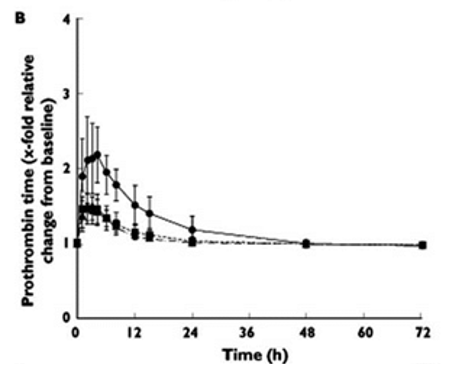 B
Prothrombin time (x-fold relative
change from baseline)
4
3
2
1
0
0 12 24 36 48 60 72
Time (h)